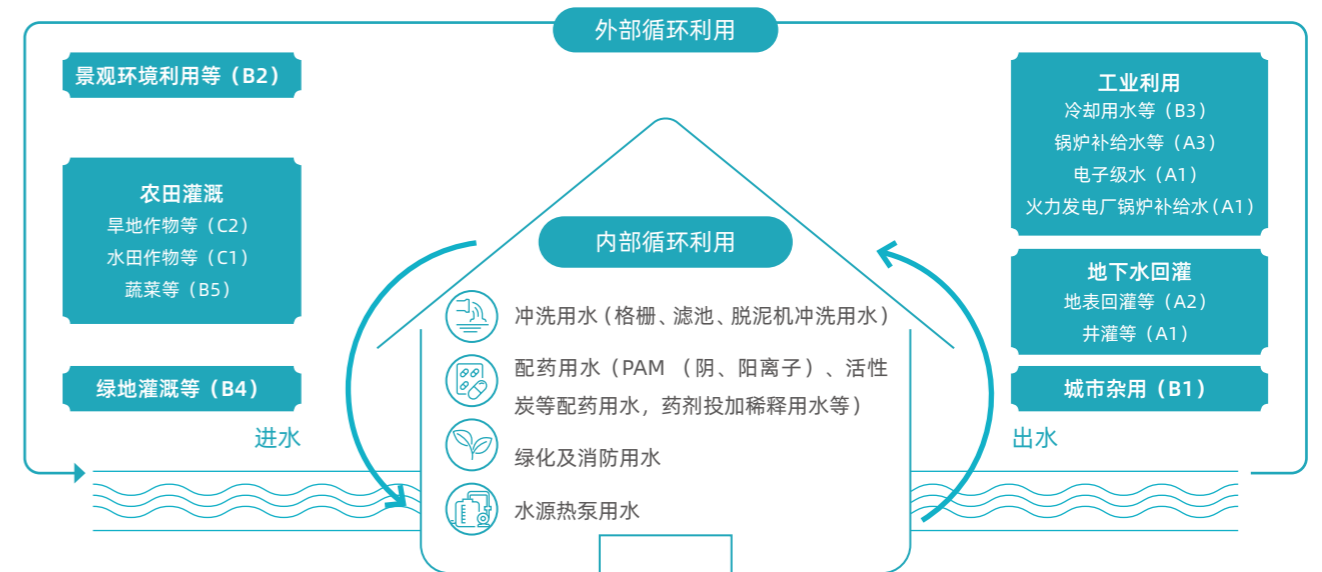 外部循环利用
景观环境利用等（B2）
农田灌溉
旱地作物等（C2）
水田作物等（C1）
蔬菜等（B5）
绿地灌溉等（B4）
进水
内部循环利用
冲洗用水（格栅、滤池、脱泥机冲洗用水）
配药用水（PAM （阴、阳离子）、活性
炭等配药用水，药剂投加稀释用水等）
绿化及消防用水
水源热泵用水
工业利用
冷却用水等（B3）
锅炉补给水等（A3）
电子级水（A1）
火力发电厂锅炉补给水（A1）
地下水回灌
地表回灌等（A2）
井灌等（A1）
城市杂用（B1）
出水